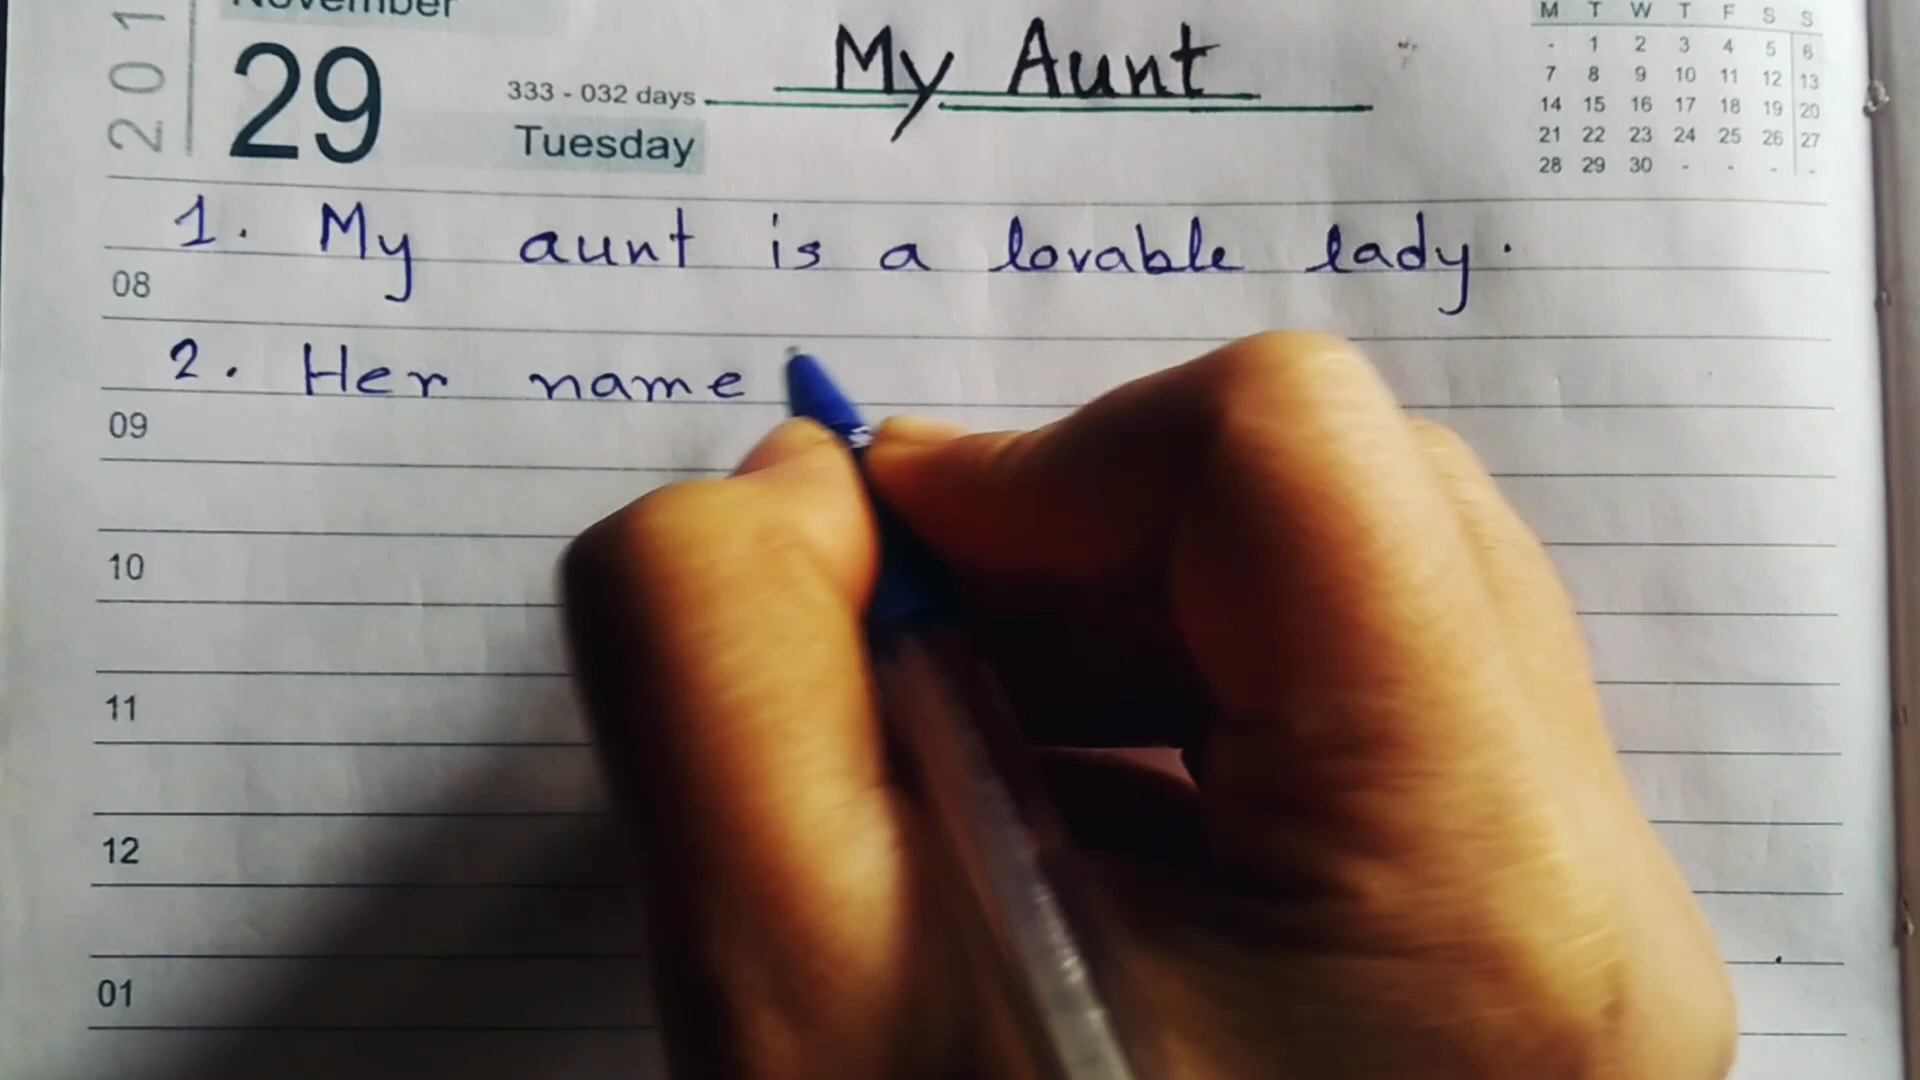 November
201
29
333 - 032 days
Tuesday
My Aunt
M T W T F S S
- 1 2 3 4 5 6
7 8 9 10 11 12 13
14 15 16 17 18 19 20
21 22 23 24 25 26 27
28 29 30 - - - -
1. My aunt is a lovable lady.
08
2. Her name
09
10
11
12
01